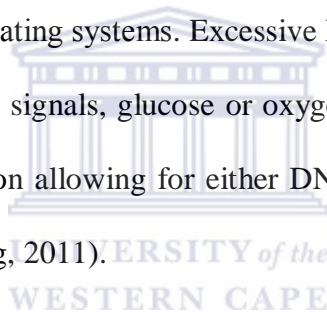 ating systems. Excessive
signals, glucose or oxyge
on allowing for either DN
g, 2011).
UNIVERSITY of the
WESTERN CAPE